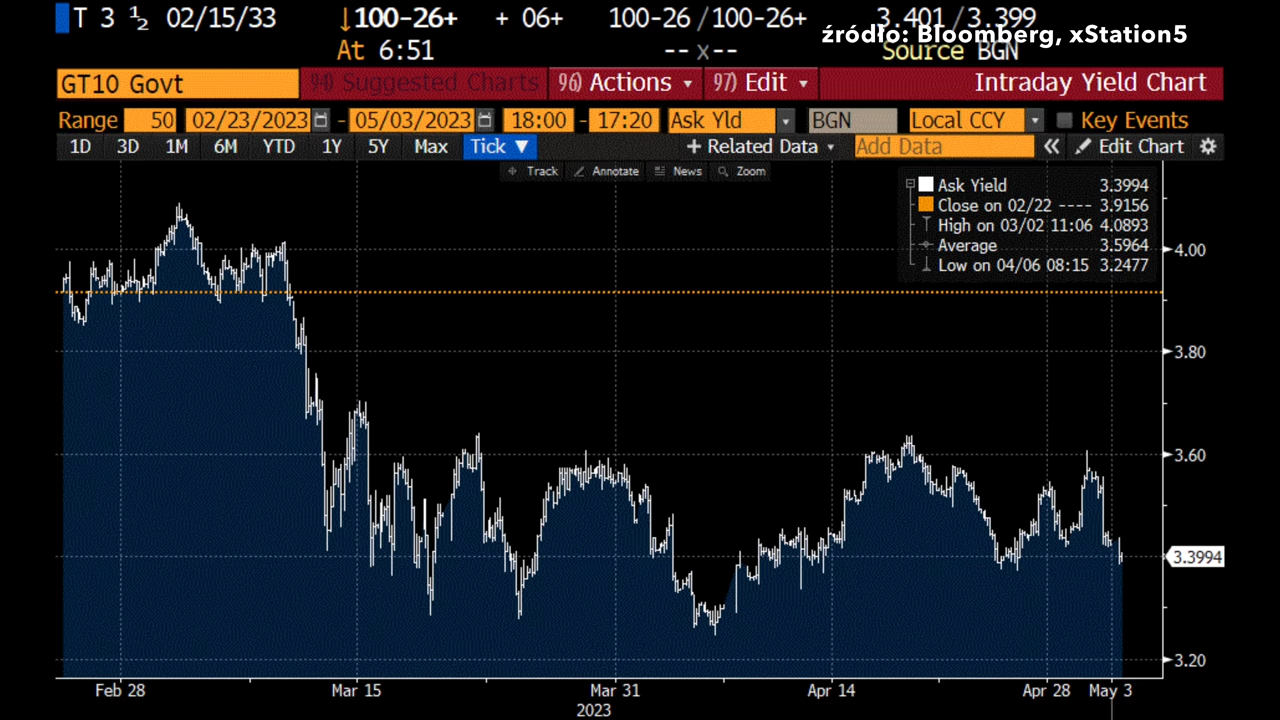 T 3 ½ 02/15/33 ↓100-26+ + 06+ 100-26 /100-26+ 3.401 /3.399
źródło: Bloomberg, xStation5
At 6:51 -- x-- Source BGN
GT10 Govt 94) Suggested Charts 96) Actions ▾ 97) Edit ▾ Intraday Yield Chart
Range 50 02/23/2023 - 05/03/2023 18:00 - 17:20 Ask Yld ▾ BGN Local CCY ▾ Key Events
1D 3D 1M 6M YTD 1Y 5Y Max Tick ▼ + Related Data ▾ Add Data « Edit Chart
Track Annotate News Zoom
Ask Yield 3.3994
Close on 02/22 ---- 3.9156
High on 03/02 11:06 4.0893
Average 3.5964
Low on 04/06 08:15 3.2477
4.00
3.80
3.60
3.3994
3.20
Feb 28 Mar 15 Mar 31 Apr 14 Apr 28 May 3
2023